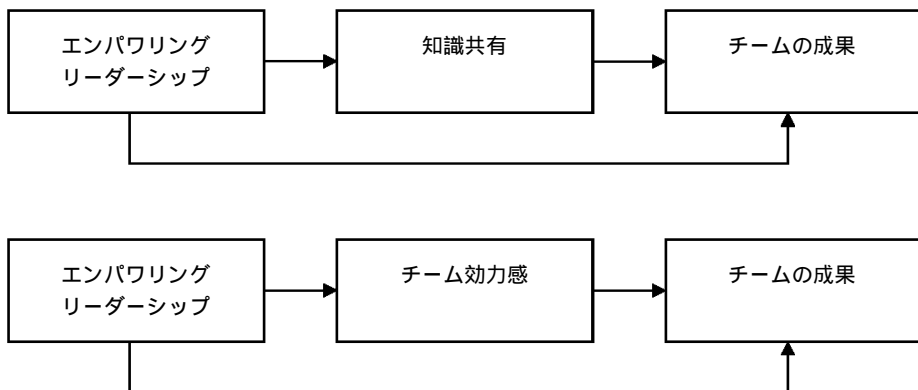 エンパワリング
リーダーシップ
知識共有
チームの成果
エンパワリング
リーダーシップ
チーム効力感
チームの成果